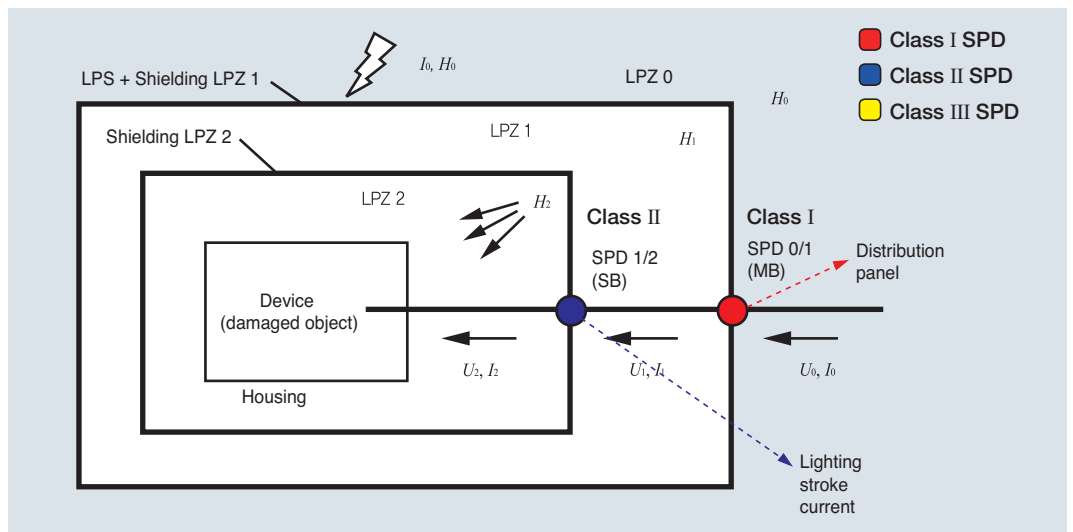 Class I SPD
Class II SPD
Class III SPD
I₀, H₀
LPS + Shielding LPZ 1
LPZ 0
H₀
Shielding LPZ 2
LPZ 1
H₁
LPZ 2
H₂
Class II
Class I
SPD 1/2
(SB)
SPD 0/1
(MB)
Distribution
panel
Device
(damaged object)
U₂, I₂
U₁, I₁
U₀, I₀
Housing
Lighting
stroke
current